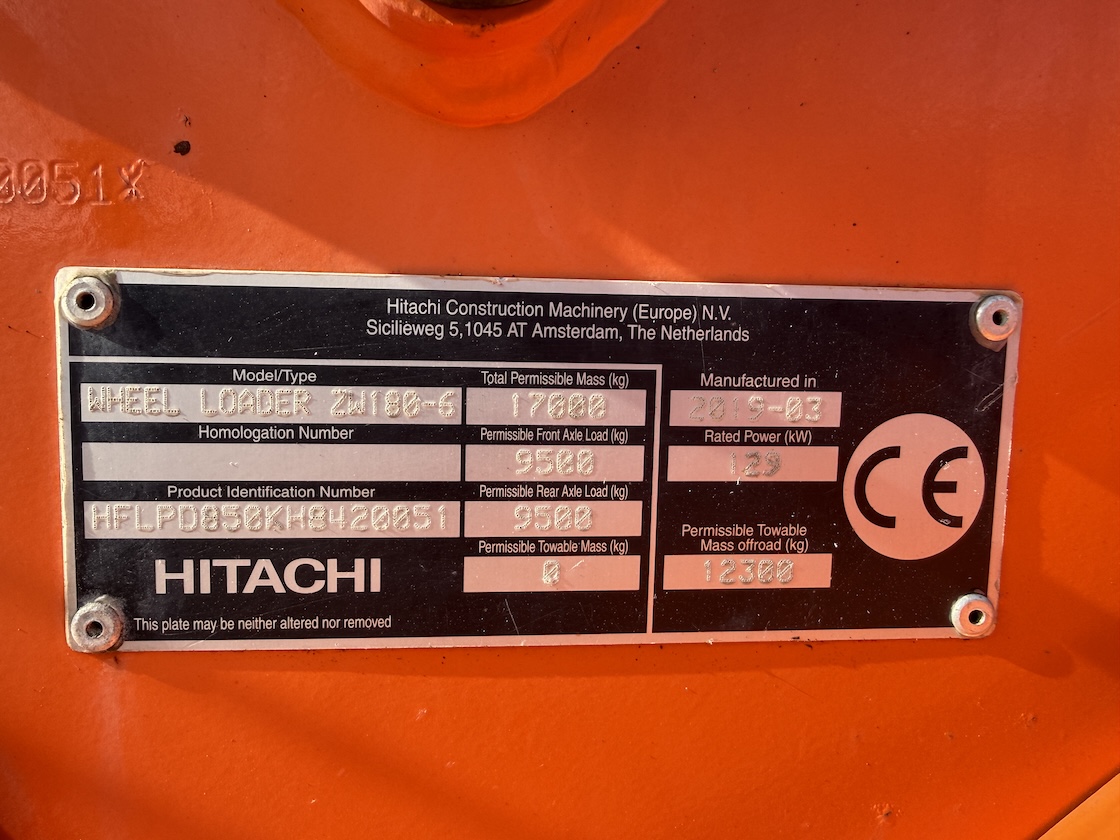 0051*
Hitachi Construction Machinery (Europe) N.V.
Siciliëweg 5,1045 AT Amsterdam, The Netherlands
Model/Type
WHEEL LOADER ZW180-6
Homologation Number
Product Identification Number
HFLPD850KH8420051
HITACHI
This plate may be neither altered nor removed
Total Permissible Mass (kg)
17000
Permissible Front Axle Load (kg)
9500
Permissible Rear Axle Load (kg)
9500
Permissible Towable Mass (kg)
0
Manufactured in
2019-03
Rated Power (kW)
129
Permissible Towable
Mass offroad (kg)
12300
CE